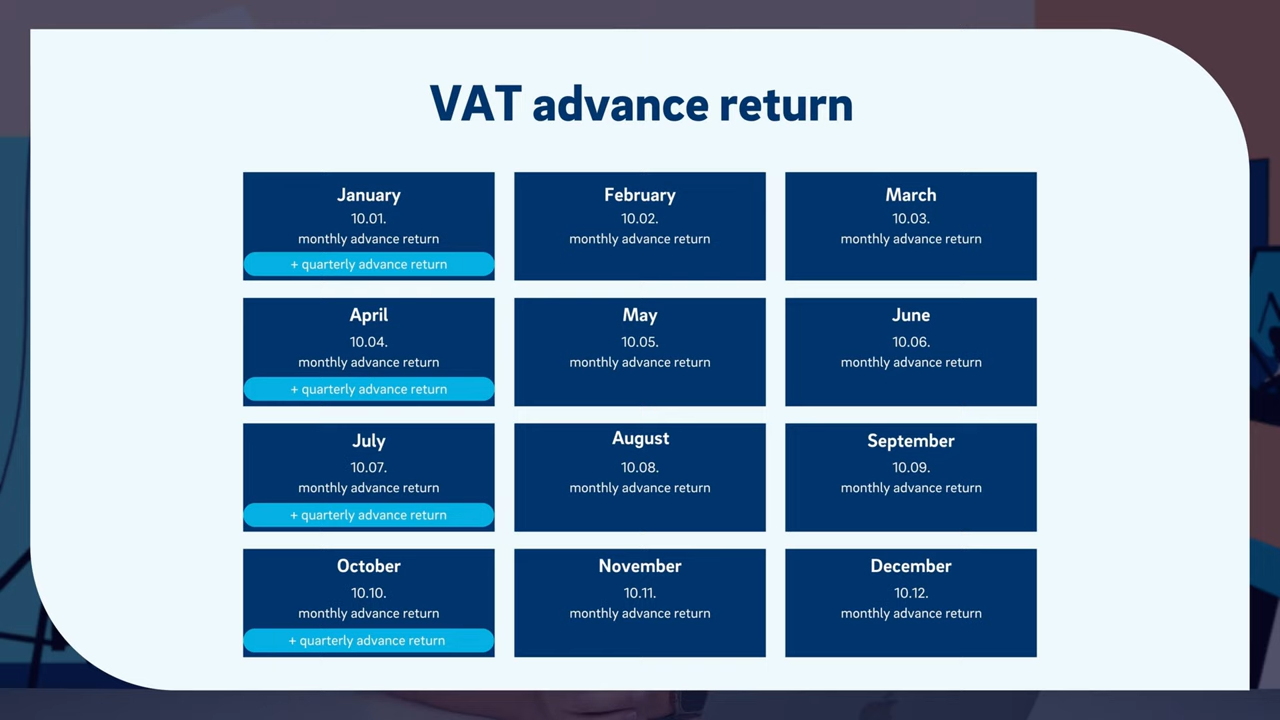 VAT advance return
January
10.01.
monthly advance return
+ quarterly advance return
February
10.02.
monthly advance return
March
10.03.
monthly advance return
April
10.04.
monthly advance return
+ quarterly advance return
May
10.05.
monthly advance return
June
10.06.
monthly advance return
July
10.07.
monthly advance return
+ quarterly advance return
August
10.08.
monthly advance return
September
10.09.
monthly advance return
October
10.10.
monthly advance return
+ quarterly advance return
November
10.11.
monthly advance return
December
10.12.
monthly advance return